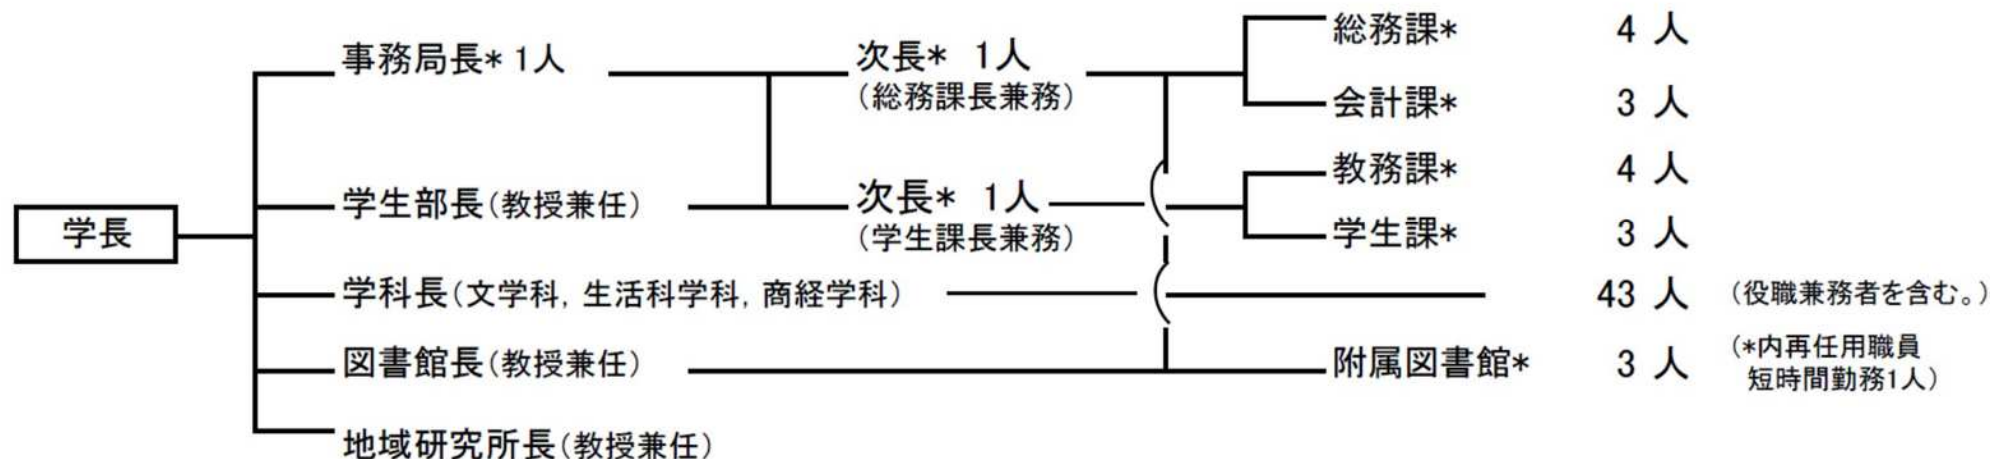 総務課* 4 人
事務局長* 1人 次長* 1人
(総務課長兼務)
会計課* 3 人
教務課* 4 人
学生部長(教授兼任) 次長* 1人
(学生課長兼務)
学生課* 3 人
学長
学科長(文学科, 生活科学科, 商経学科) 43 人 (役職兼務者を含む。)
図書館長(教授兼任) 附属図書館* 3 人 (*内再任用職員
短時間勤務1人)
地域研究所長(教授兼任)